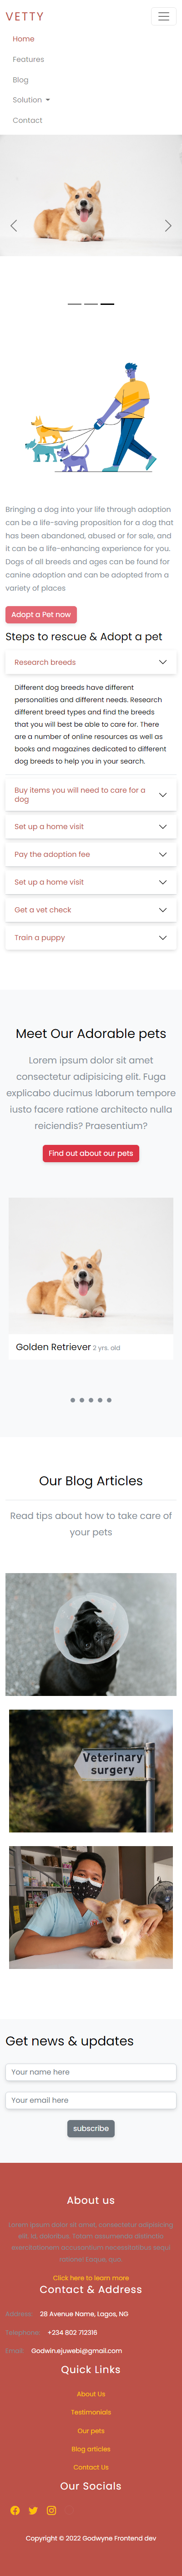 VETTY
Home
Features
Blog
Solution
Contact
Bringing a dog into your life through adoption
can be a life-saving proposition for a dog that
has been abandoned, abused or for sale, and
it can be a life-enhancing experience for you.
Dogs of all breeds and ages can be found for
canine adoption and can be adopted from a
variety of places
Adopt a Pet now
Steps to rescue & Adopt a pet
Research breeds
Different dog breeds have different
personalities and different needs. Research
different breed types and find the breeds
that you will best be able to care for. There
are a number of online resources as well as
books and magazines dedicated to different
dog breeds to help you in your search.
Buy items you will need to care for a
dog
Set up a home visit
Pay the adoption fee
Set up a home visit
Get a vet check
Train a puppy
Meet Our Adorable pets
Lorem ipsum dolor sit amet
consectetur adipisicing elit. Fuga
explicabo ducimus laborum tempore
iusto facere ratione architecto nulla
reiciendis? Praesentium?
Find out about our pets
Golden Retriever 2 yrs. old
Our Blog Articles
Read tips about how to take care of
your pets
Veterinary
surgery
Get news & updates
Your name here
Your email here
subscribe
About us
Lorem ipsum dolor sit amet, consectetur adipisicing
Click here to learn more
Contact & Address
Address: 28 Avenue Name, Lagos, NG
Telephone: +234 802 712316
Email: Godwin.ejuwebi@gmail.com
Quick Links
About Us
Testimonials
Our pets
Blog articles
Contact Us
Our Socials
Copyright © 2022 Godwyne Frontend dev